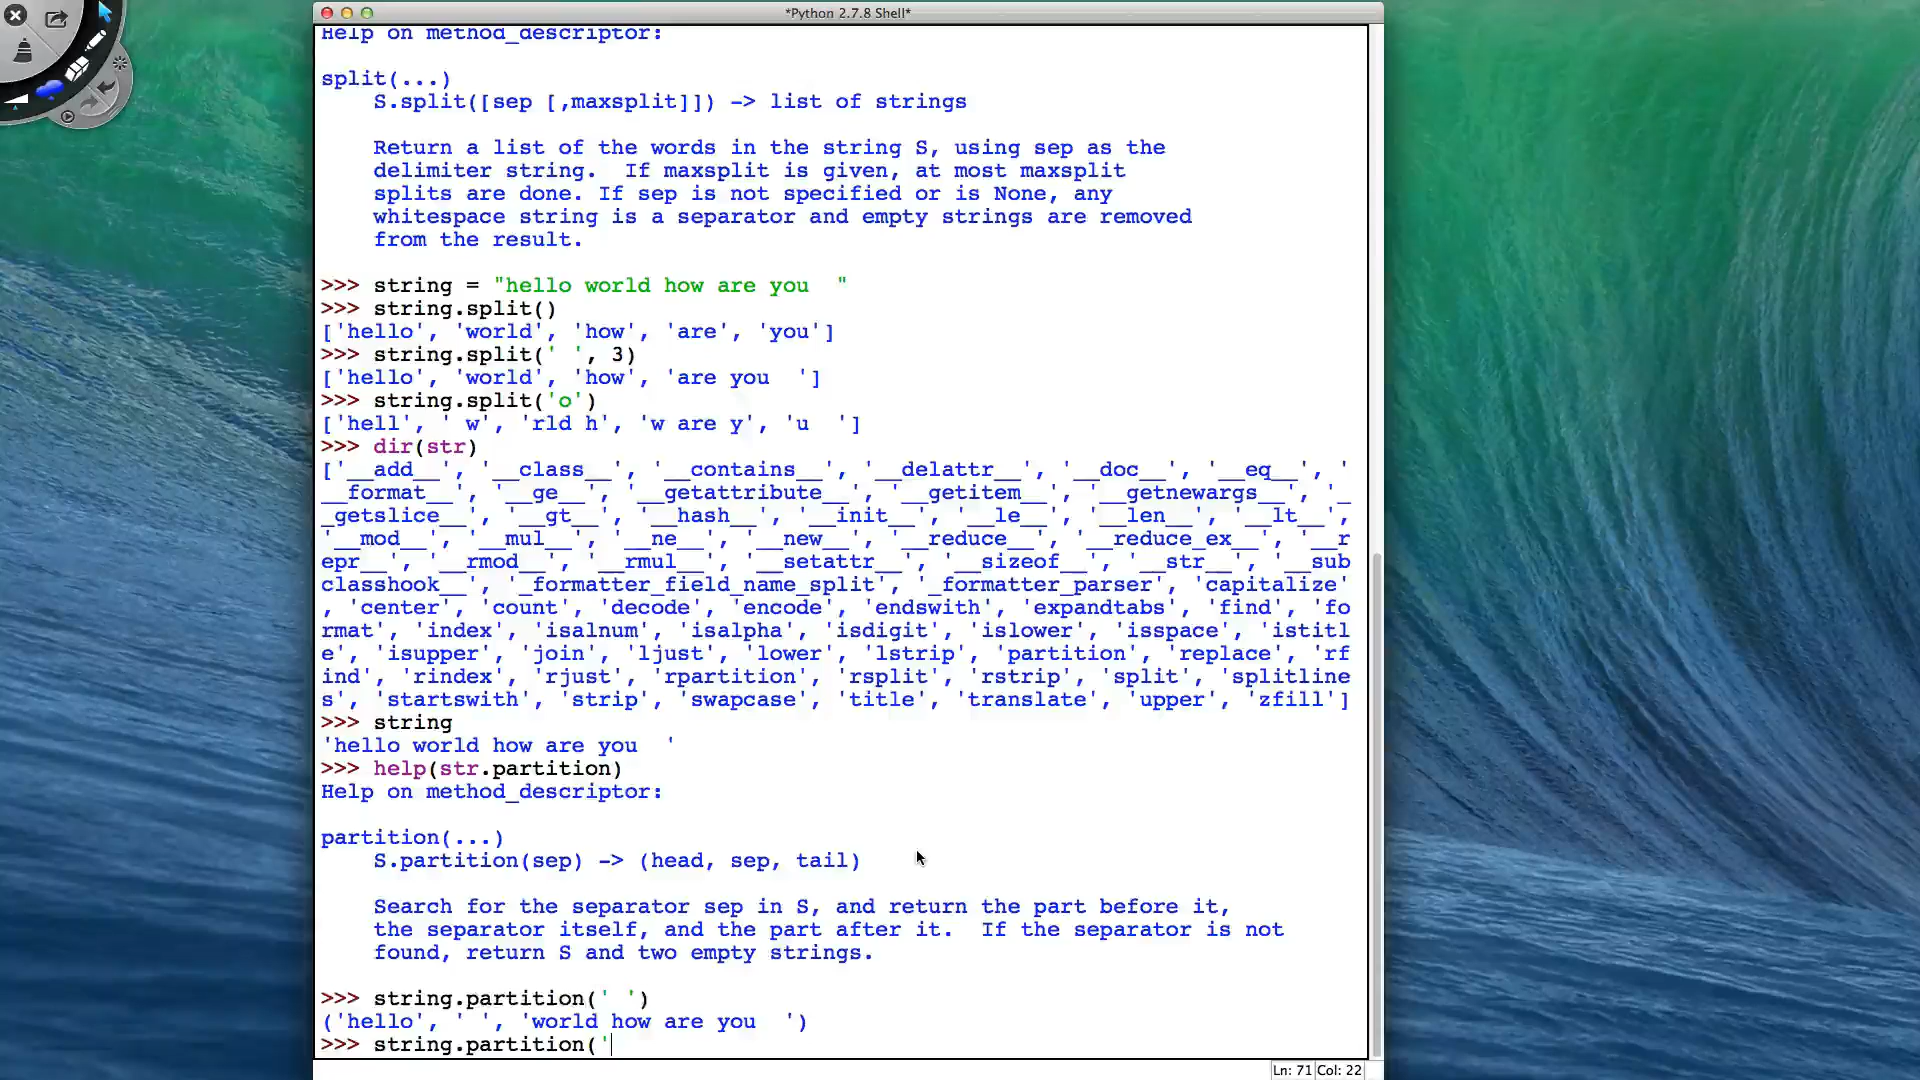 *Python 2.7.8 Shell*
Help on method_descriptor:
split(...)
    S.split([sep [,maxsplit]]) -> list of strings
    Return a list of the words in the string S, using sep as the
    delimiter string.  If maxsplit is given, at most maxsplit
    splits are done. If sep is not specified or is None, any
    whitespace string is a separator and empty strings are removed
    from the result.
>>> string = "hello world how are you  "
>>> string.split()
['hello', 'world', 'how', 'are', 'you']
>>> string.split(' ', 3)
['hello', 'world', 'how', 'are you  ']
>>> string.split('o')
['hell', ' w', 'rld h', 'w are y', 'u  ']
>>> dir(str)
['__add__', '__class__', '__contains__', '__delattr__', '__doc__', '__eq__', '
__format__', '__ge__', '__getattribute__', '__getitem__', '__getnewargs__', '_
_getslice__', '__gt__', '__hash__', '__init__', '__le__', '__len__', '__lt__',
'__mod__', '__mul__', '__ne__', '__new__', '__reduce__', '__reduce_ex__', '__r
epr__', '__rmod__', '__rmul__', '__setattr__', '__sizeof__', '__str__', '__sub
classhook__', '_formatter_field_name_split', '_formatter_parser', 'capitalize'
, 'center', 'count', 'decode', 'encode', 'endswith', 'expandtabs', 'find', 'fo
rmat', 'index', 'isalnum', 'isalpha', 'isdigit', 'islower', 'isspace', 'istitl
e', 'isupper', 'join', 'ljust', 'lower', 'lstrip', 'partition', 'replace', 'rf
ind', 'rindex', 'rjust', 'rpartition', 'rsplit', 'rstrip', 'split', 'splitline
s', 'startswith', 'strip', 'swapcase', 'title', 'translate', 'upper', 'zfill']
>>> string
'hello world how are you  '
>>> help(str.partition)
Help on method_descriptor:
partition(...)
    S.partition(sep) -> (head, sep, tail)
    Search for the separator sep in S, and return the part before it,
    the separator itself, and the part after it.  If the separator is not
    found, return S and two empty strings.
>>> string.partition(' ')
('hello', ' ', 'world how are you  ')
>>> string.partition('
Ln: 71 Col: 22